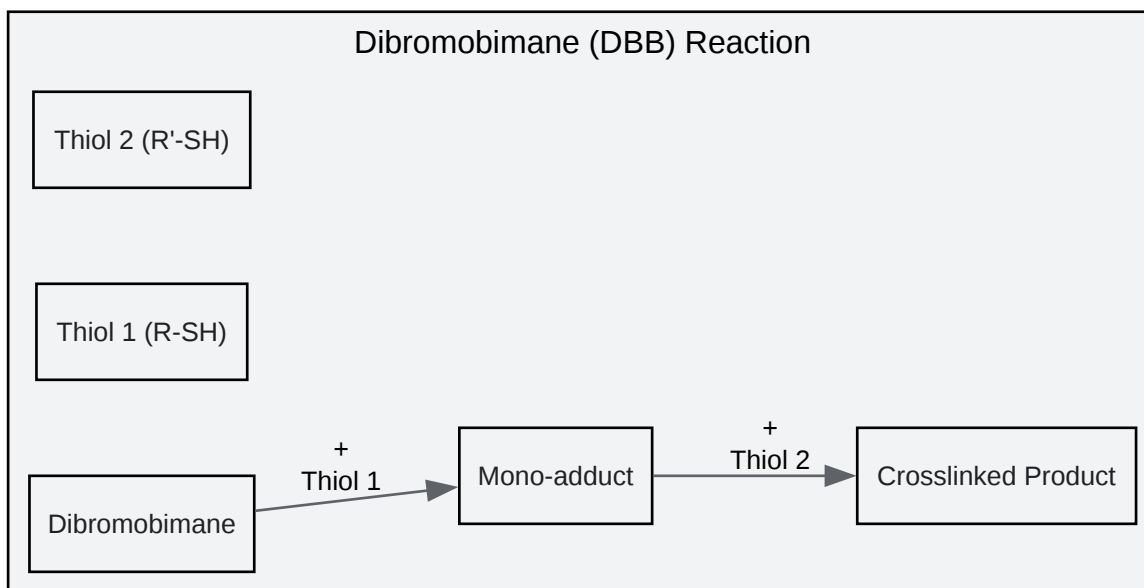 Dibromobimane (DBB) Reaction
Thiol 2 (R'-SH)
Thiol 1 (R-SH)
Dibromobimane
+
Thiol 1
Mono-adduct
+
Thiol 2
Crosslinked Product